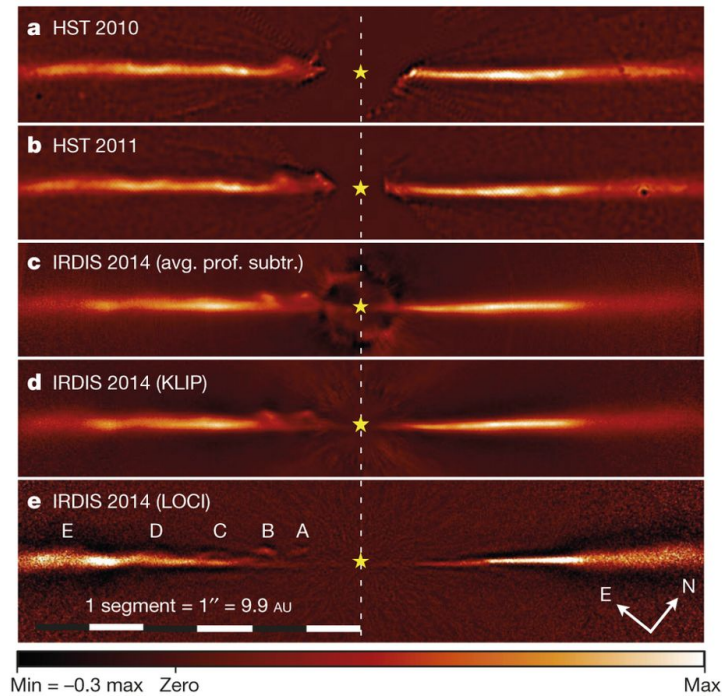 a HST 2010
b HST 2011
c IRDIS 2014 (avg. prof. subtr.)
d IRDIS 2014 (KLIP)
e IRDIS 2014 (LOCI)
E D C B A
1 segment = 1″ = 9.9 AU
E N
Min = –0.3 max Zero Max